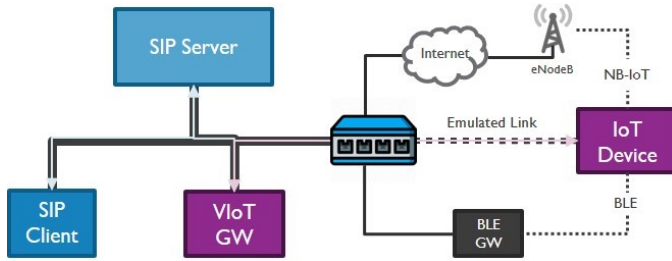 SIP Server
Internet
eNodeB
NB-IoT
Emulated Link
IoT
Device
SIP
Client
VIoT
GW
BLE
GW
BLE